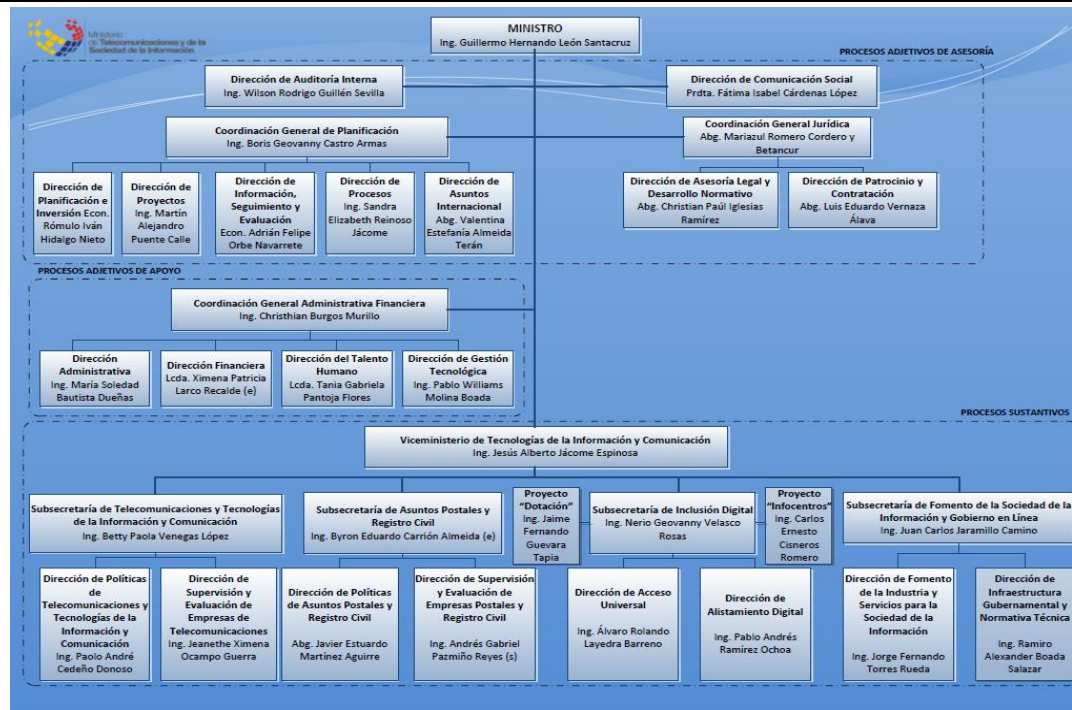 Ministerio
de Telecomunicaciones y de la
Sociedad de la Información
MINISTRO
Ing. Guillermo Hernando León Santacruz
PROCESOS ADJETIVOS DE ASESORÍA
Dirección de Auditoría Interna
Ing. Wilson Rodrigo Guillén Sevilla
Dirección de Comunicación Social
Prdta. Fátima Isabel Cárdenas López
Coordinación General de Planificación
Ing. Boris Geovanny Castro Armas
Coordinación General Jurídica
Abg. Mariazul Romero Cordero y
Betancur
Dirección de
Planificación e
Inversión Econ.
Rómulo Iván
Hidalgo Nieto
Dirección de
Proyectos
Ing. Martín
Alejandro
Puente Calle
Dirección de
Información,
Seguimiento y
Evaluación
Econ. Adrián Felipe
Orbe Navarrete
Dirección de
Procesos
Ing. Sandra
Elizabeth Reinoso
Jácome
Dirección de
Asuntos
Internacional
Abg. Valentina
Estefanía Almeida
Terán
Dirección de Asesoría Legal y
Desarrollo Normativo
Abg. Christian Paúl Iglesias
Ramírez
Dirección de Patrocinio y
Contratación
Abg. Luis Eduardo Vernaza
Álava
PROCESOS ADJETIVOS DE APOYO
Coordinación General Administrativa Financiera
Ing. Christhian Burgos Murillo
Dirección
Administrativa
Ing. María Soledad
Bautista Dueñas
Dirección Financiera
Lcda. Ximena Patricia
Larco Recalde (e)
Dirección del Talento
Humano
Lcda. Tania Gabriela
Pantoja Flores
Dirección de Gestión
Tecnológica
Ing. Pablo Williams
Molina Boada
PROCESOS SUSTANTIVOS
Viceministerio de Tecnologías de la Información y Comunicación
Ing. Jesús Alberto Jácome Espinosa
Subsecretaría de Telecomunicaciones y Tecnologías
de la Información y Comunicación
Ing. Betty Paola Venegas López
Subsecretaría de Asuntos Postales y
Registro Civil
Ing. Byron Eduardo Carrión Almeida (e)
Proyecto
"Dotación"
Ing. Jaime
Fernando
Guevara
Tapia
Subsecretaría de Inclusión Digital
Ing. Nerio Geovanny Velasco
Rosas
Proyecto
"Infocentros"
Ing. Carlos
Ernesto
Cisneros
Romero
Subsecretaría de Fomento de la Sociedad de la
Información y Gobierno en Línea
Ing. Juan Carlos Jaramillo Camino
Dirección de Políticas
de
Telecomunicaciones y
Tecnologías de la
Información y
Comunicación
Ing. Paolo André
Cedeño Donoso
Dirección de
Supervisión y
Evaluación de
Empresas de
Telecomunicaciones
Ing. Jeanethe Ximena
Ocampo Guerra
Dirección de Políticas
de Asuntos Postales y
Registro Civil
Abg. Javier Estuardo
Martínez Aguirre
Dirección de Supervisión
y Evaluación de
Empresas Postales y
Registro Civil
Ing. Andrés Gabriel
Pazmiño Reyes (s)
Dirección de Acceso
Universal
Ing. Álvaro Rolando
Layedra Barreno
Dirección de
Alistamiento Digital
Ing. Pablo Andrés
Ramírez Ochoa
Dirección de Fomento
de la Industria y
Servicios para la
Sociedad de la
Información
Ing. Jorge Fernando
Torres Rueda
Dirección de
Infraestructura
Gubernamental y
Normativa Técnica
Ing. Ramiro
Alexander Boada
Salazar